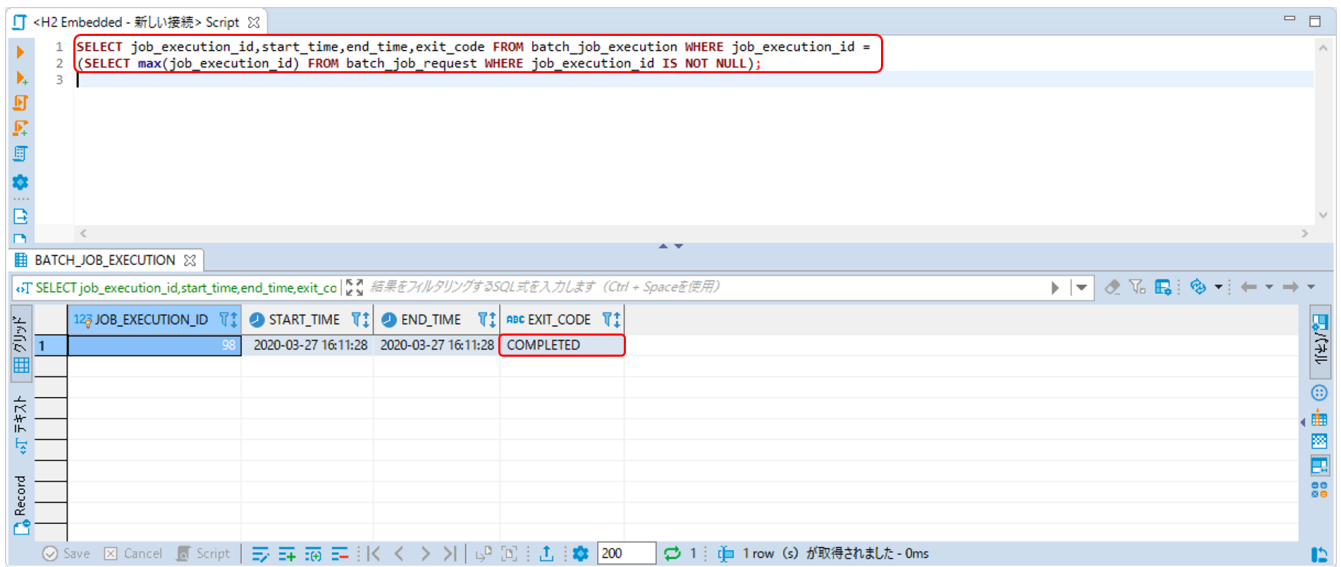 <H2 Embedded - 新しい接続> Script
1 SELECT job_execution_id,start_time,end_time,exit_code FROM batch_job_execution WHERE job_execution_id =
2 (SELECT max(job_execution_id) FROM batch_job_request WHERE job_execution_id IS NOT NULL);
3
BATCH_JOB_EXECUTION
SELECT job_execution_id,start_time,end_time,exit_co 結果をフィルタリングするSQL式を入力します (Ctrl + Spaceを使用)
グリッド
テキスト
Record
123 JOB_EXECUTION_ID START_TIME END_TIME ABC EXIT_CODE
1 98 2020-03-27 16:11:28 2020-03-27 16:11:28 COMPLETED
パネル
Save Cancel Script 200 1 1 row（s）が取得されました - 0ms